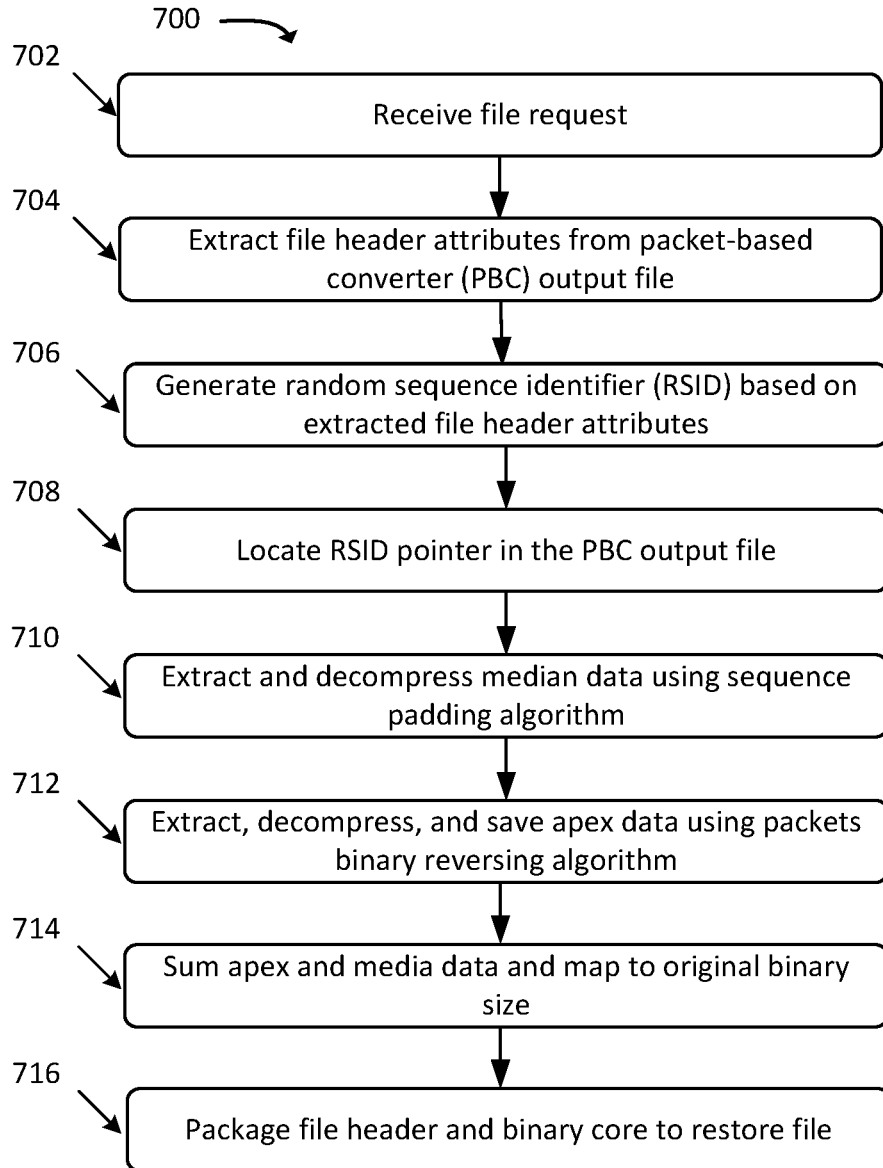 700
702
Receive file request
704
Extract file header attributes from packet-based
converter (PBC) output file
706
Generate random sequence identifier (RSID) based on
extracted file header attributes
708
Locate RSID pointer in the PBC output file
710
Extract and decompress median data using sequence
padding algorithm
712
Extract, decompress, and save apex data using packets
binary reversing algorithm
714
Sum apex and media data and map to original binary
size
716
Package file header and binary core to restore file